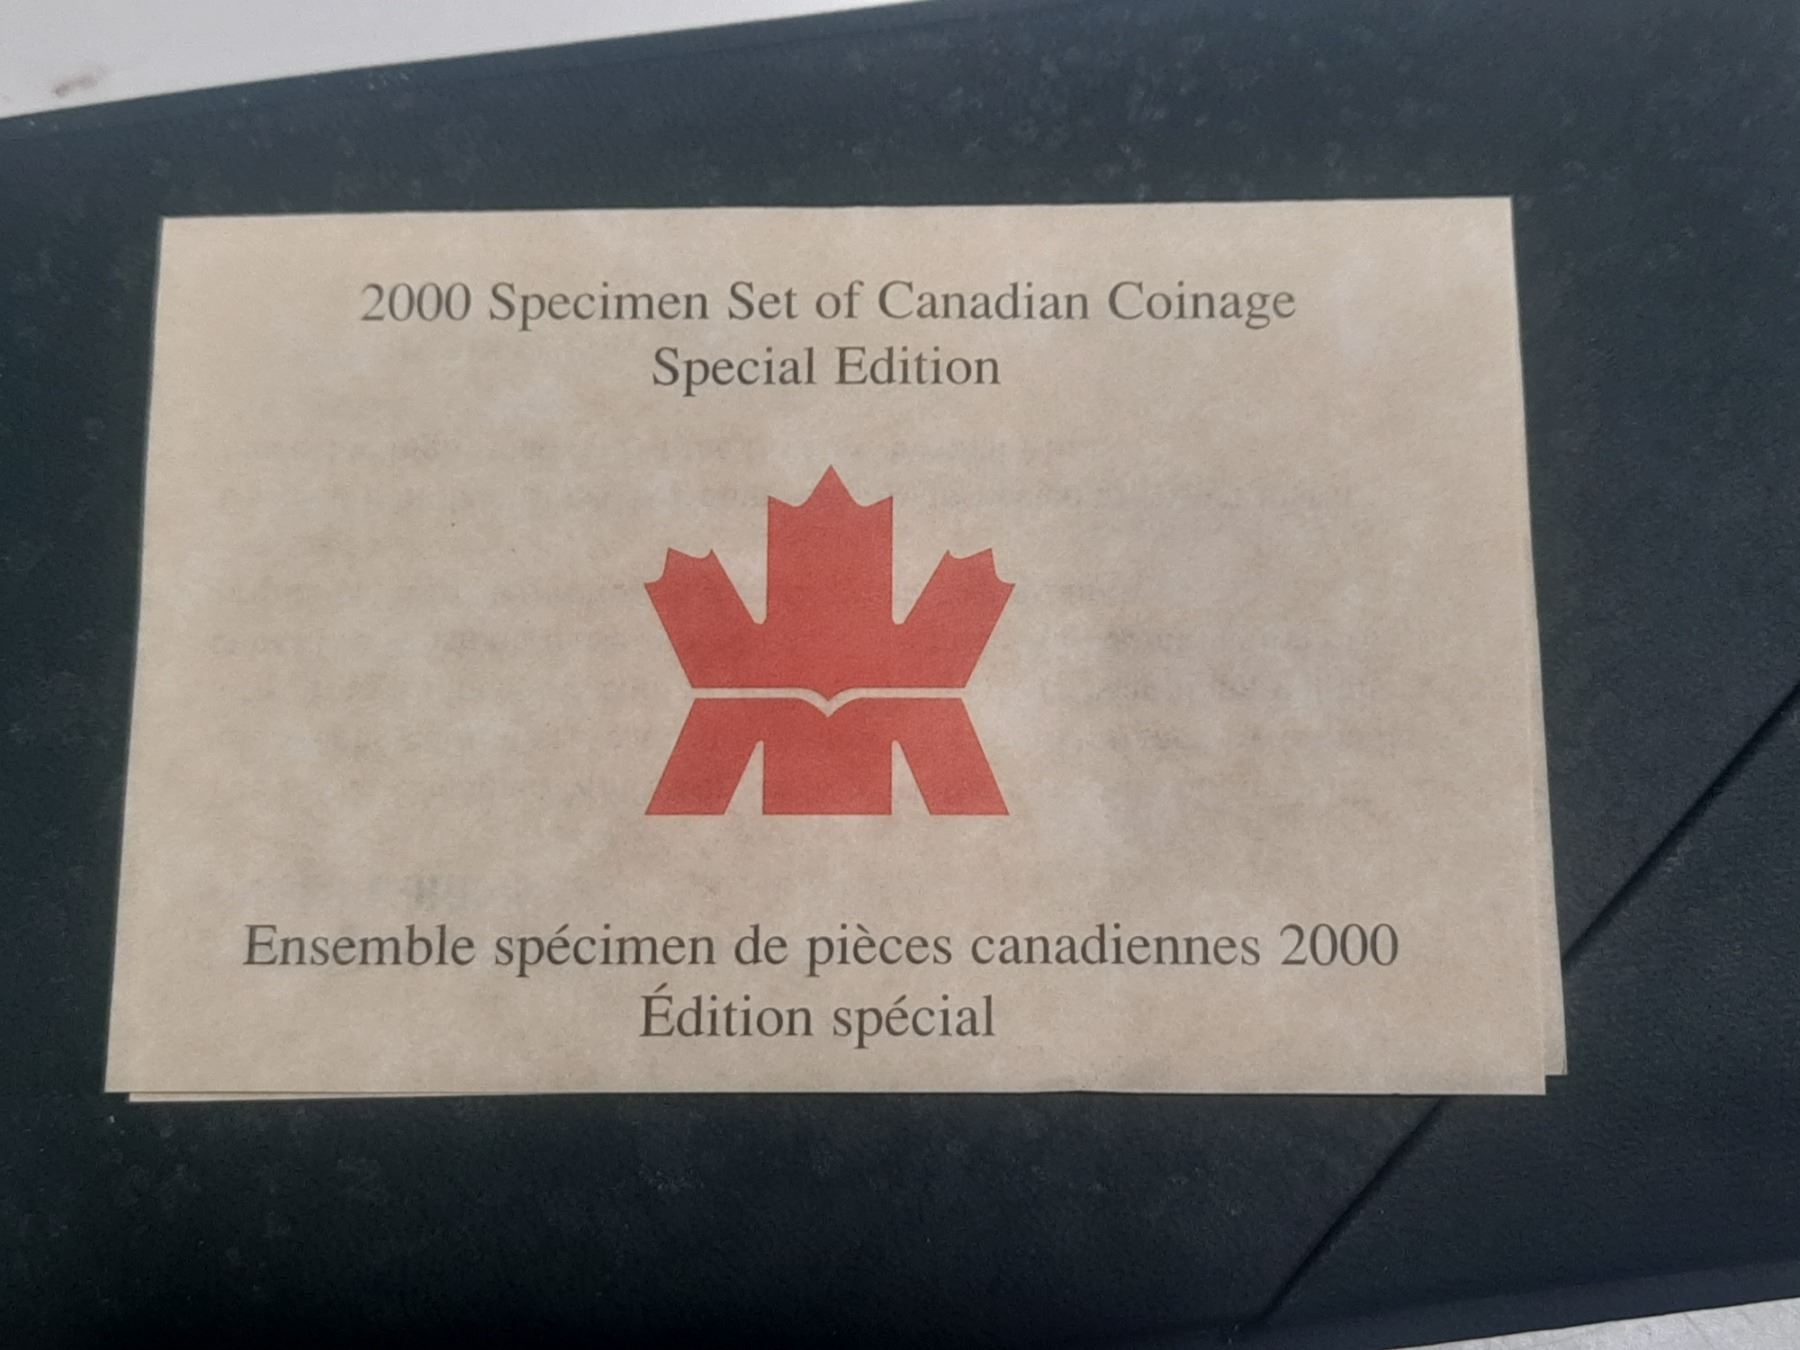 2000 Specimen Set of Canadian Coinage
Special Edition
Ensemble spécimen de pièces canadiennes 2000
Édition spécial